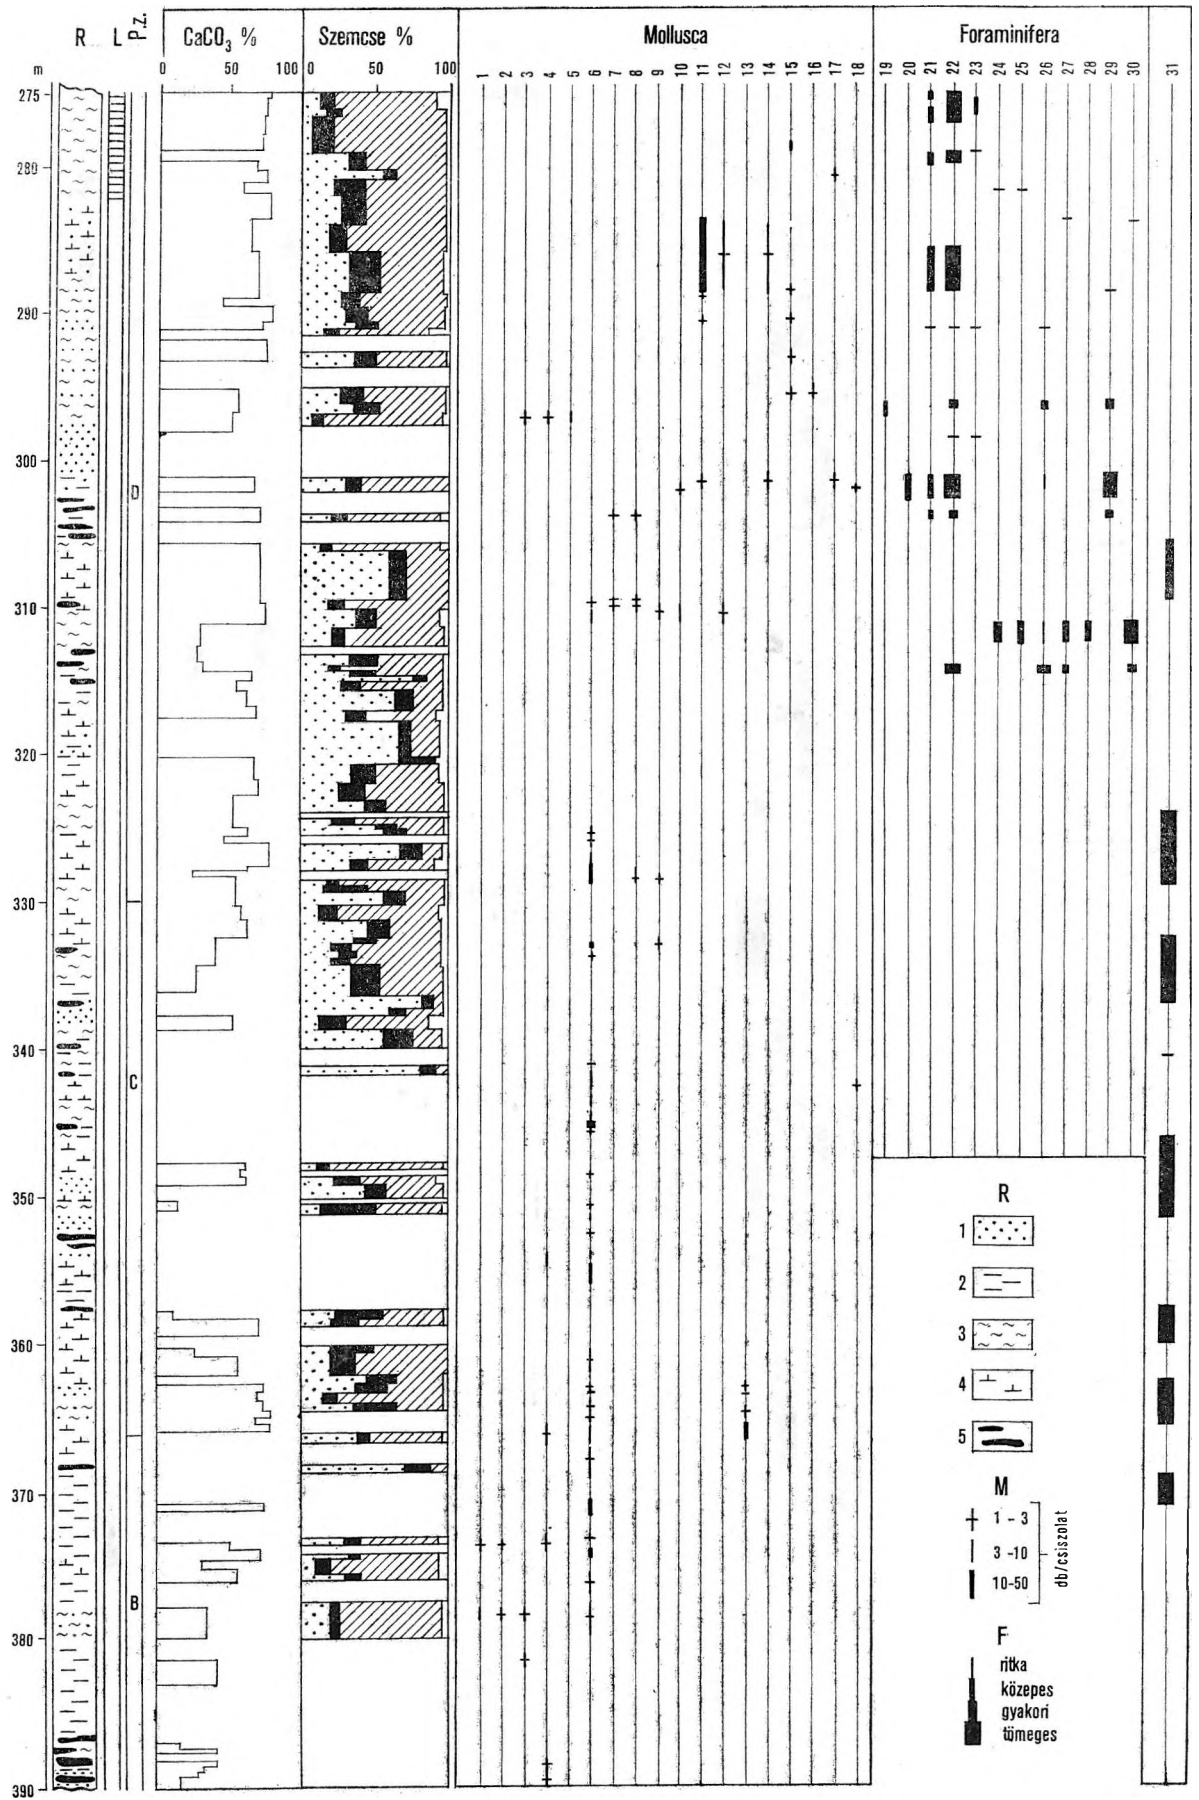 R L P.z. CaCO₃ % Szemcse % Mollusca Foraminifera
m 0 50 100 0 50 100 1 2 3 4 5 6 7 8 9 10 11 12 13 14 15 16 17 18 19 20 21 22 23 24 25 26 27 28 29 30 31
275
280
290
300
D
310
320
330
340
C
350
360
370
B
380
390
R
1
2
3
4
5
M
1 - 3
3 - 10
10-50
db/csiszolat
F
ritka
közepes
gyakori
tömeges